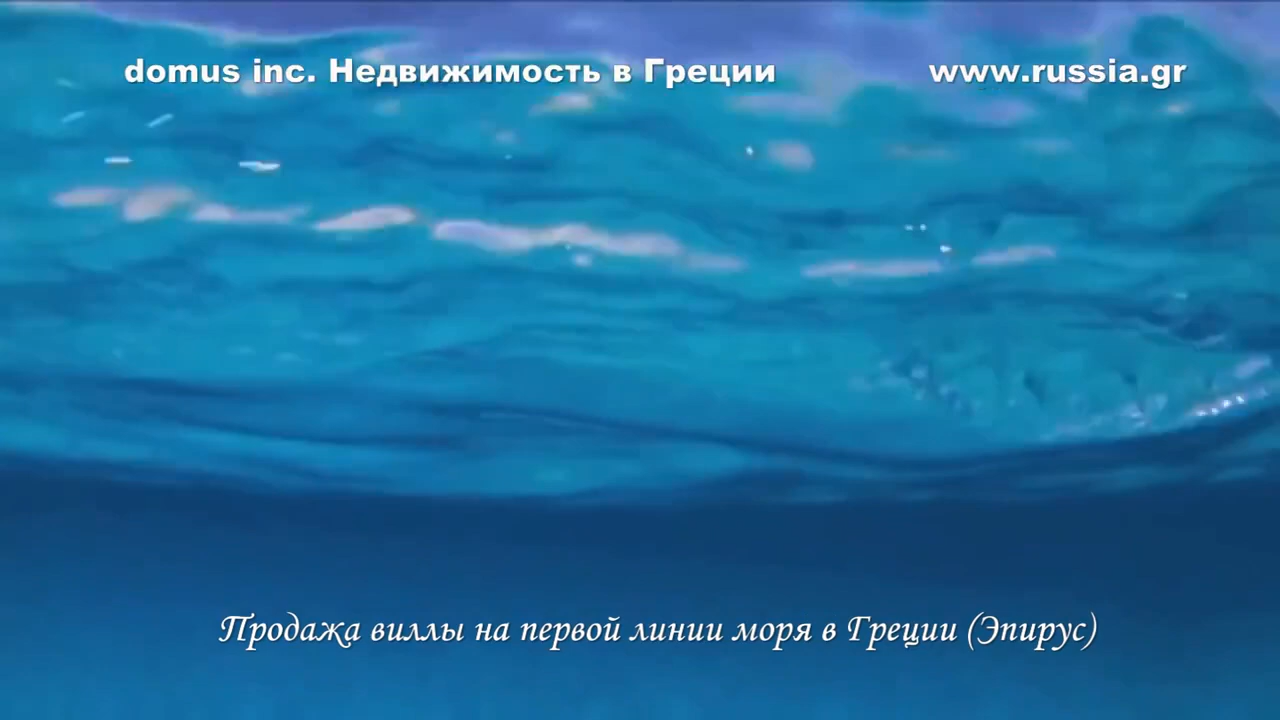 domus inc. Недвижимость в Греции www.russia.gr
Продажа виллы на первой линии моря в Греции (Эпирус)